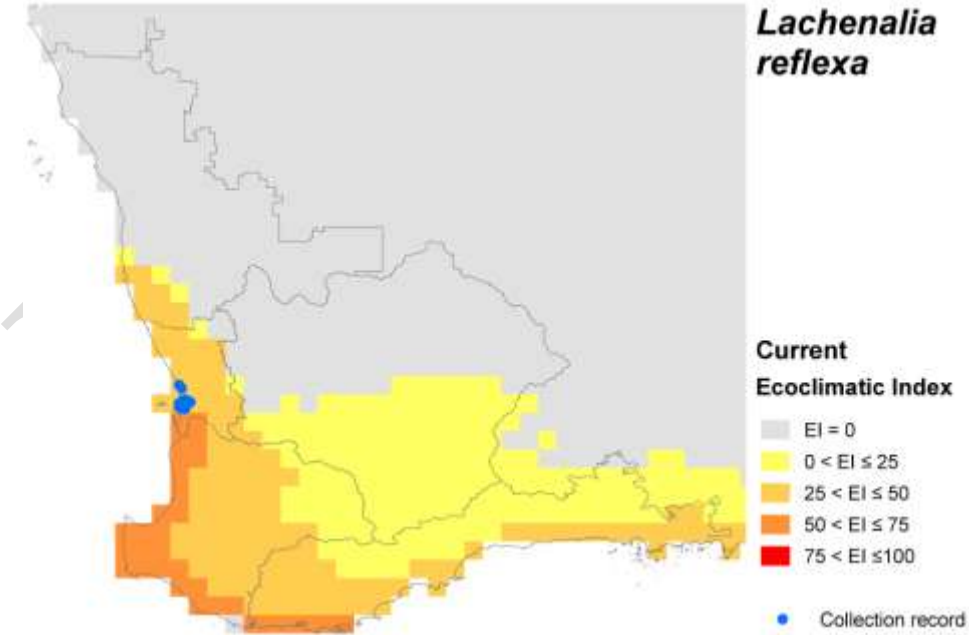 Lachenalia
reflexa
Current
Ecoclimatic Index
EI = 0
0 < EI ≤ 25
25 < EI ≤ 50
50 < EI ≤ 75
75 < EI ≤100
Collection record